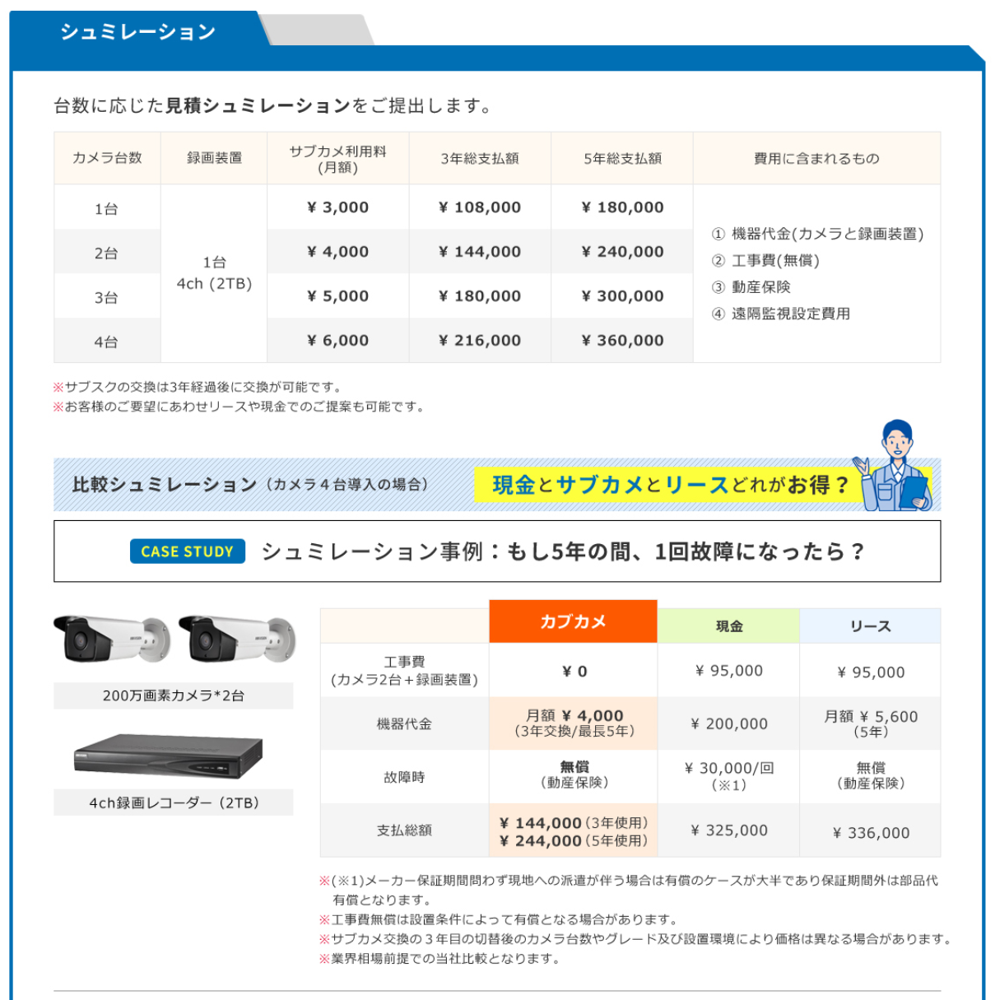 シュミレーション
台数に応じた見積シュミレーションをご提出します。
カメラ台数 録画装置 サブカメ利用料 (月額) 3年総支払額 5年総支払額 費用に含まれるもの
1台 ¥ 3,000 ¥ 108,000 ¥ 180,000
2台 ¥ 4,000 ¥ 144,000 ¥ 240,000
3台 ¥ 5,000 ¥ 180,000 ¥ 300,000
4台 ¥ 6,000 ¥ 216,000 ¥ 360,000
1台
4ch (2TB)
① 機器代金(カメラと録画装置)
② 工事費(無償)
③ 動産保険
④ 遠隔監視設定費用
※サブスクの交換は3年経過後に交換が可能です。
※お客様のご要望にあわせリースや現金でのご提案も可能です。
比較シュミレーション（カメラ４台導入の場合） 現金とサブカメとリースどれがお得？
CASE STUDY シュミレーション事例：もし5年の間、1回故障になったら？
200万画素カメラ*2台
4ch録画レコーダー（2TB）
カブカメ 現金 リース
工事費
(カメラ2台＋録画装置) ¥ 0 ¥ 95,000 ¥ 95,000
機器代金 月額 ¥ 4,000 ¥ 200,000 月額 ¥ 5,600
（3年交換/最長5年） （5年）
故障時 無償 ¥ 30,000/回 無償
（動産保険） （※1） （動産保険）
支払総額 ¥ 144,000（3年使用） ¥ 325,000 ¥ 336,000
¥ 244,000（5年使用）
※(※1)メーカー保証期間問わず現地への派遣が伴う場合は有償のケースが大半であり保証期間外は部品代
有償となります。
※工事費無償は設置条件によって有償となる場合があります。
※サブカメ交換の３年目の切替後のカメラ台数やグレード及び設置環境により価格は異なる場合があります。
※業界相場前提での当社比較となります。